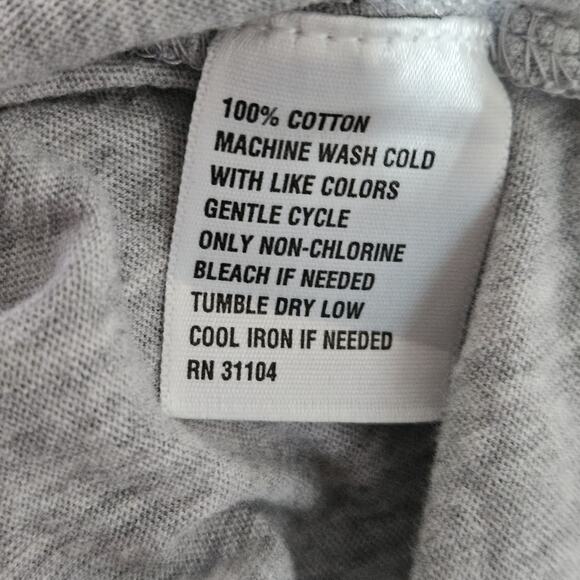 100% COTTON
MACHINE WASH COLD
WITH LIKE COLORS
GENTLE CYCLE
ONLY NON-CHLORINE
BLEACH IF NEEDED
TUMBLE DRY LOW
COOL IRON IF NEEDED
RN 31104